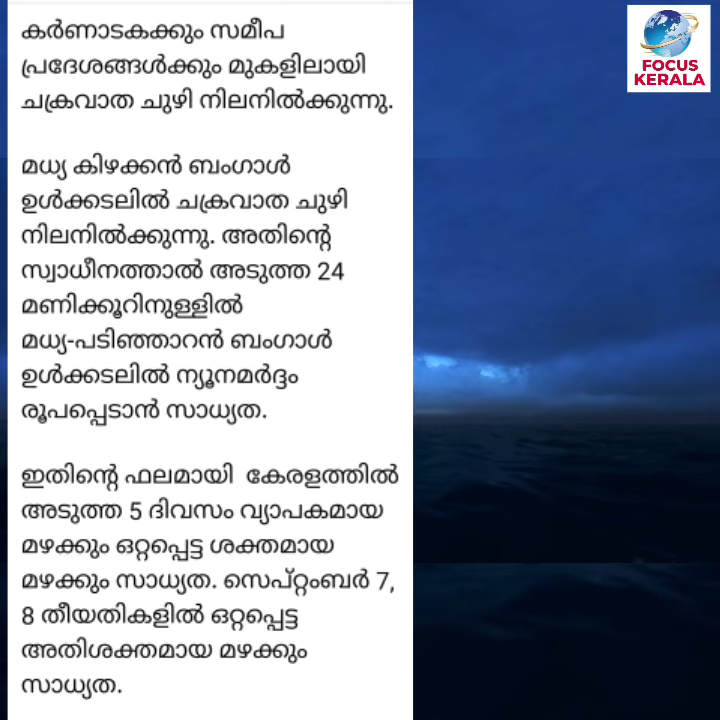 കർണാടകക്കും സമീപ
പ്രദേശങ്ങൾക്കും മുകളിലായി
ചക്രവാത ചുഴി നിലനിൽക്കുന്നു.
മധ്യ കിഴക്കൻ ബംഗാൾ
ഉൾക്കടലിൽ ചക്രവാത ചുഴി
നിലനിൽക്കുന്നു. അതിന്റെ
സ്വാധീനത്താൽ അടുത്ത 24
മണിക്കൂറിനുള്ളിൽ
മധ്യ-പടിഞ്ഞാറൻ ബംഗാൾ
ഉൾക്കടലിൽ ന്യൂനമർദ്ദം
രൂപപ്പെടാൻ സാധ്യത.
ഇതിന്റെ ഫലമായി കേരളത്തിൽ
അടുത്ത 5 ദിവസം വ്യാപകമായ
മഴക്കും ഒറ്റപ്പെട്ട ശക്തമായ
മഴക്കും സാധ്യത. സെപ്റ്റംബർ 7,
8 തീയതികളിൽ ഒറ്റപ്പെട്ട
അതിശക്തമായ മഴക്കും
സാധ്യത.
FOCUS
KERALA